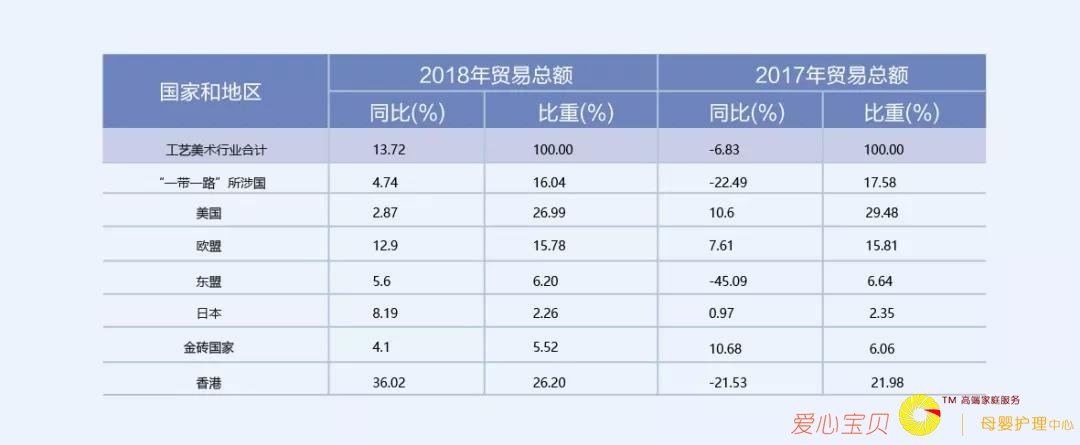 国家和地区 2018年贸易总额 2017年贸易总额
同比(%) 比重(%) 同比(%) 比重(%)
工艺美术行业合计 13.72 100.00 -6.83 100.00
“一带一路”所涉国 4.74 16.04 -22.49 17.58
美国 2.87 26.99 10.6 29.48
欧盟 12.9 15.78 7.61 15.81
东盟 5.6 6.20 -45.09 6.64
日本 8.19 2.26 0.97 2.35
金砖国家 4.1 5.52 10.68 6.06
香港 36.02 26.20 -21.53 21.98
爱心宝贝 TM 高端家庭服务 母婴护理中心